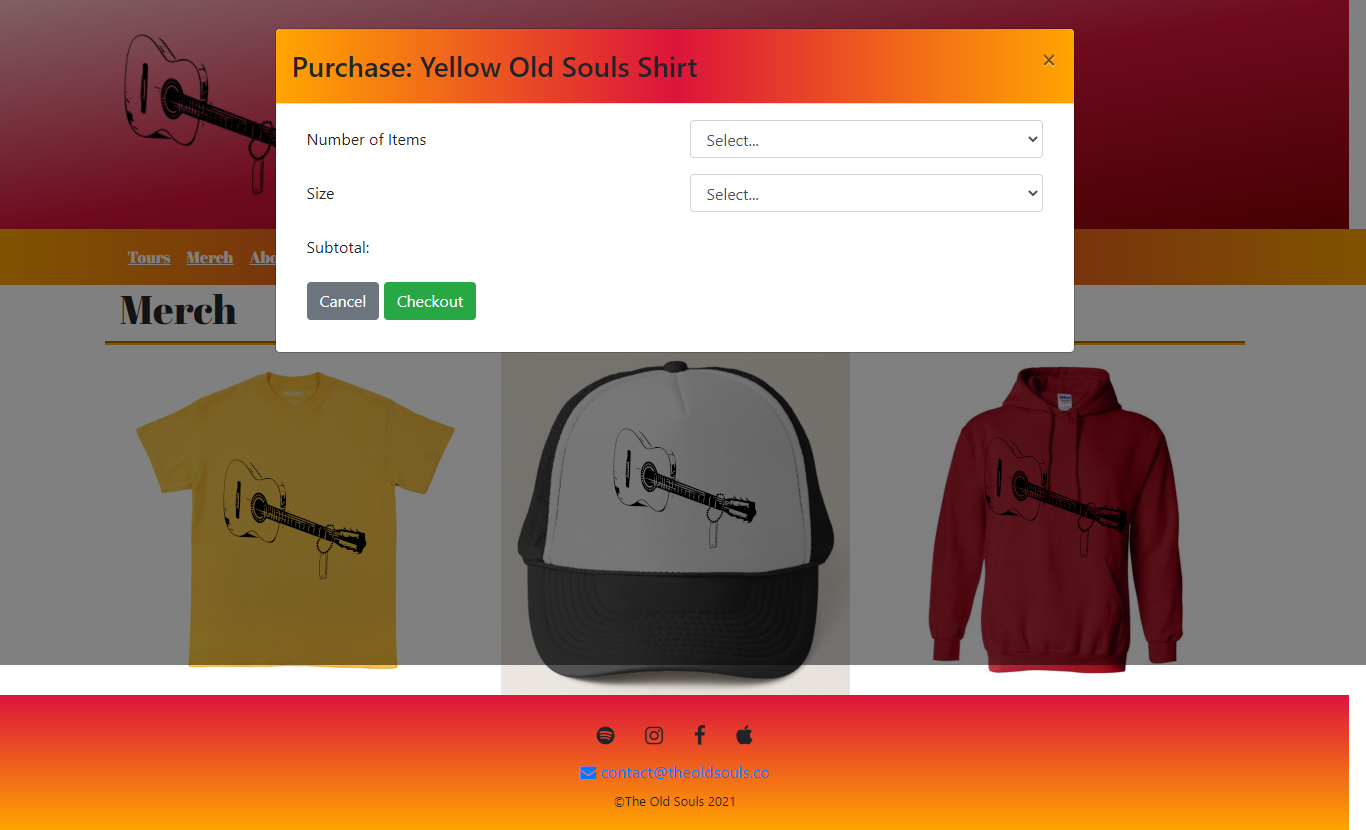 Purchase: Yellow Old Souls Shirt ×
Number of Items Select...
Size Select...
Subtotal:
Cancel Checkout
Tours Merch Abo
Merch
contact@theoldsouls.co
©The Old Souls 2021